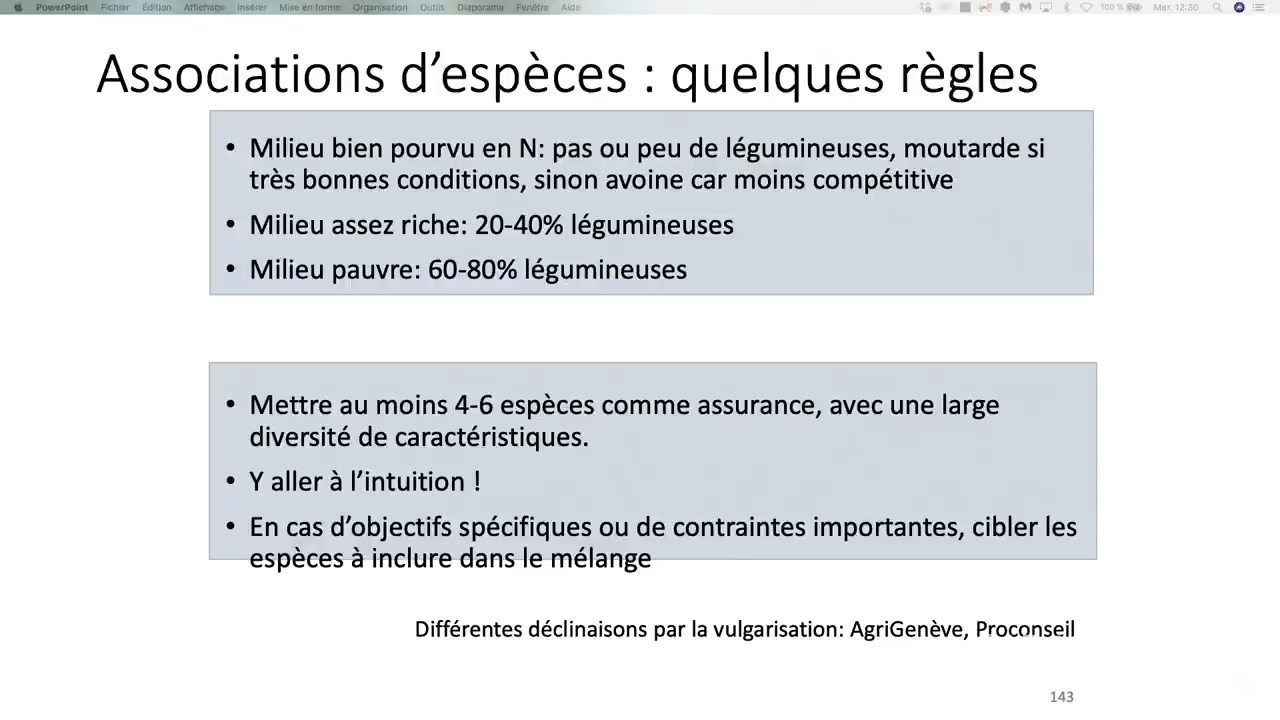 PowerPoint Fichier Édition Affichage Insérer Mise en forme Organisation Outils Diaporama Fenêtre Aide 100 % Mer. 12:30
Associations d’espèces : quelques règles
• Milieu bien pourvu en N: pas ou peu de légumineuses, moutarde si
très bonnes conditions, sinon avoine car moins compétitive
• Milieu assez riche: 20-40% légumineuses
• Milieu pauvre: 60-80% légumineuses
• Mettre au moins 4-6 espèces comme assurance, avec une large
diversité de caractéristiques.
• Y aller à l’intuition !
• En cas d’objectifs spécifiques ou de contraintes importantes, cibler les
espèces à inclure dans le mélange
Différentes déclinaisons par la vulgarisation: AgriGenève, Proconseil
143